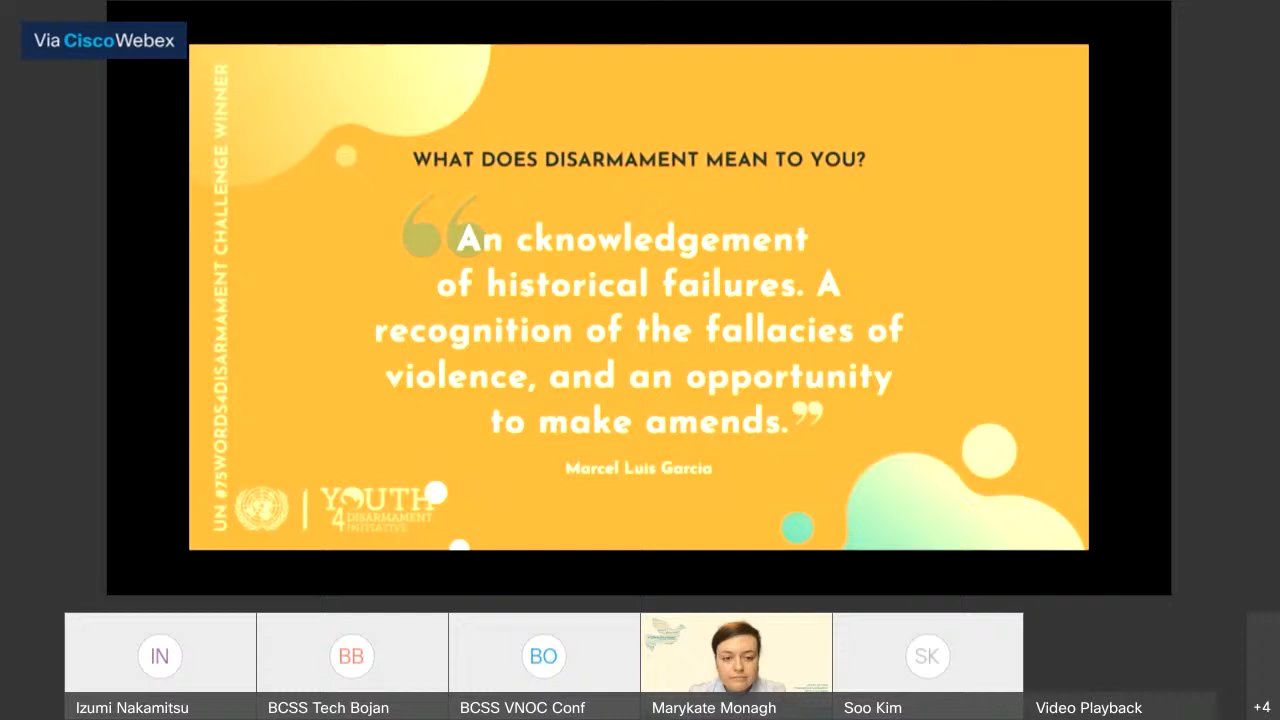 Via Cisco Webex
UN #75WORDS4DISARMAMENT CHALLENGE WINNER
WHAT DOES DISARMAMENT MEAN TO YOU?
“An cknowledgement
of historical failures. A
recognition of the fallacies of
violence, and an opportunity
to make amends.”
Marcel Luis Garcia
YOUTH
4 DISARMAMENT
INITIATIVE
IN
BB
BO
SK
Izumi Nakamitsu
BCSS Tech Bojan
BCSS VNOC Conf
Marykate Monagh
Soo Kim
Video Playback
+4